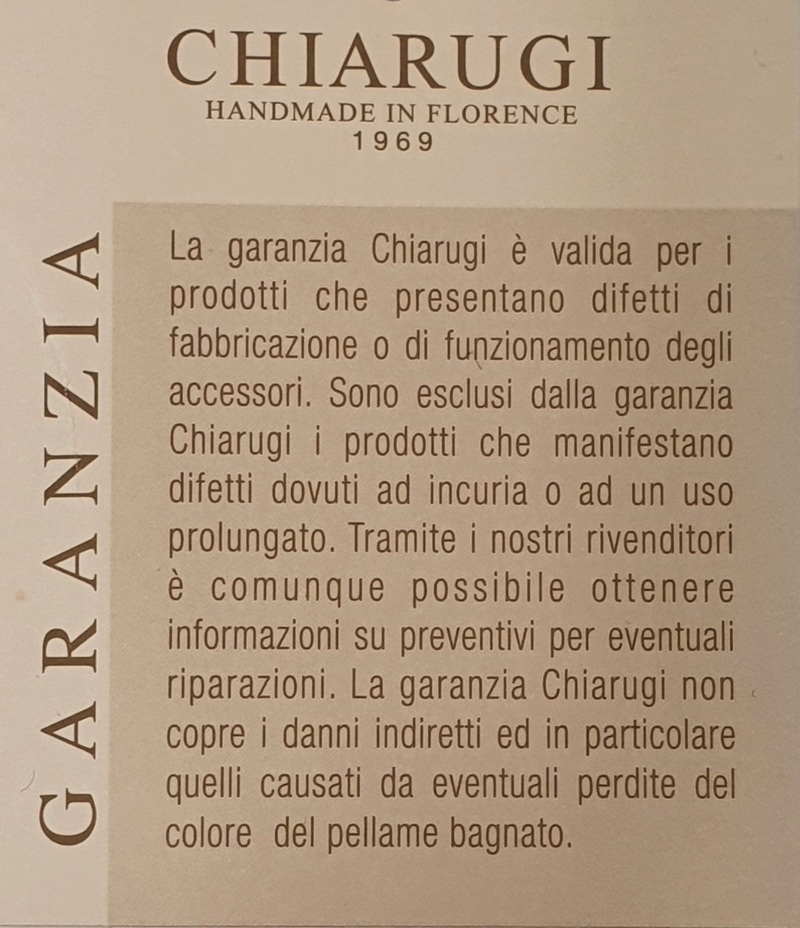 CHIARUGI
HANDMADE IN FLORENCE
1969
GARANZIA
La garanzia Chiarugi è valida per i
prodotti che presentano difetti di
fabbricazione o di funzionamento degli
accessori. Sono esclusi dalla garanzia
Chiarugi i prodotti che manifestano
difetti dovuti ad incuria o ad un uso
prolungato. Tramite i nostri rivenditori
è comunque possibile ottenere
informazioni su preventivi per eventuali
riparazioni. La garanzia Chiarugi non
copre i danni indiretti ed in particolare
quelli causati da eventuali perdite del
colore del pellame bagnato.